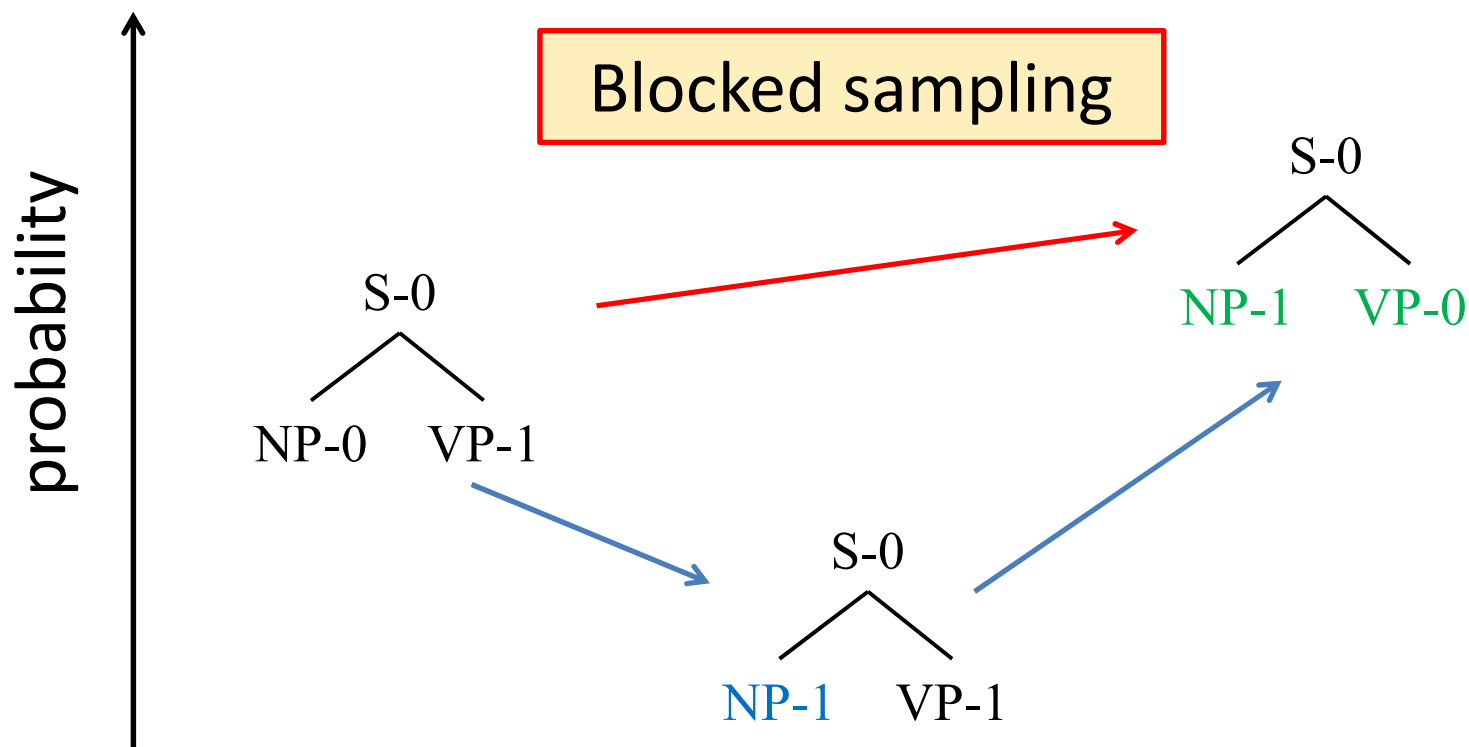 Blocked sampling
probability
S-0
NP-1 VP-0
S-0
NP-0 VP-1
S-0
NP-1 VP-1